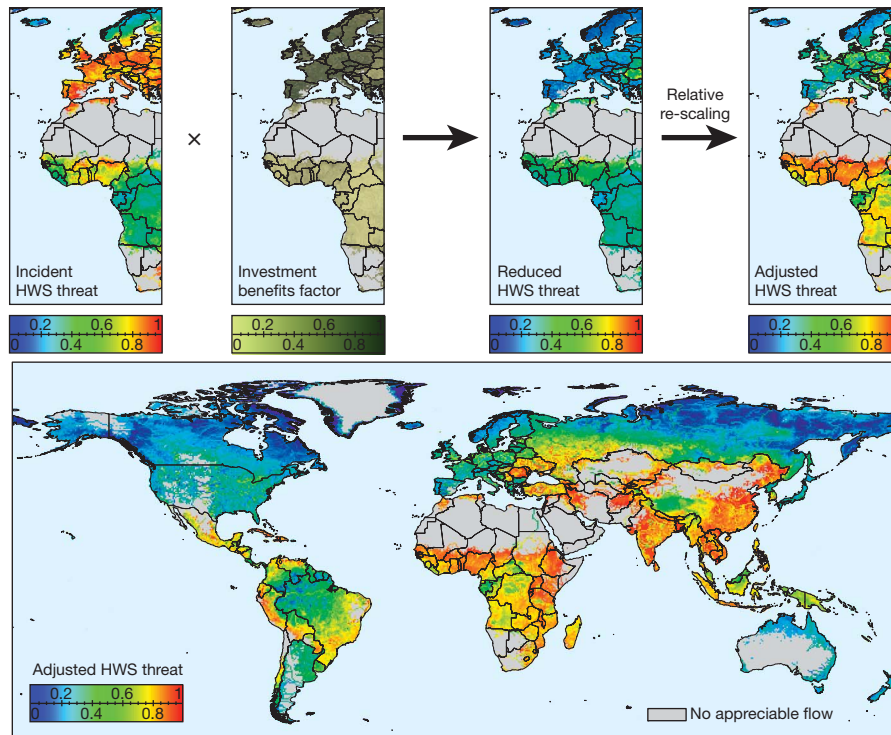 Relative
re-scaling
×
Incident
HWS threat
Investment
benefits factor
Reduced
HWS threat
Adjusted
HWS threat
0.2 0.6 1
0 0.4 0.8
0.2 0.6
0 0.4 0.8 1
0.2 0.6 1
0 0.4 0.8
0.2 0.6 1
0 0.4 0.8
Adjusted HWS threat
0.2 0.6 1
0 0.4 0.8
No appreciable flow